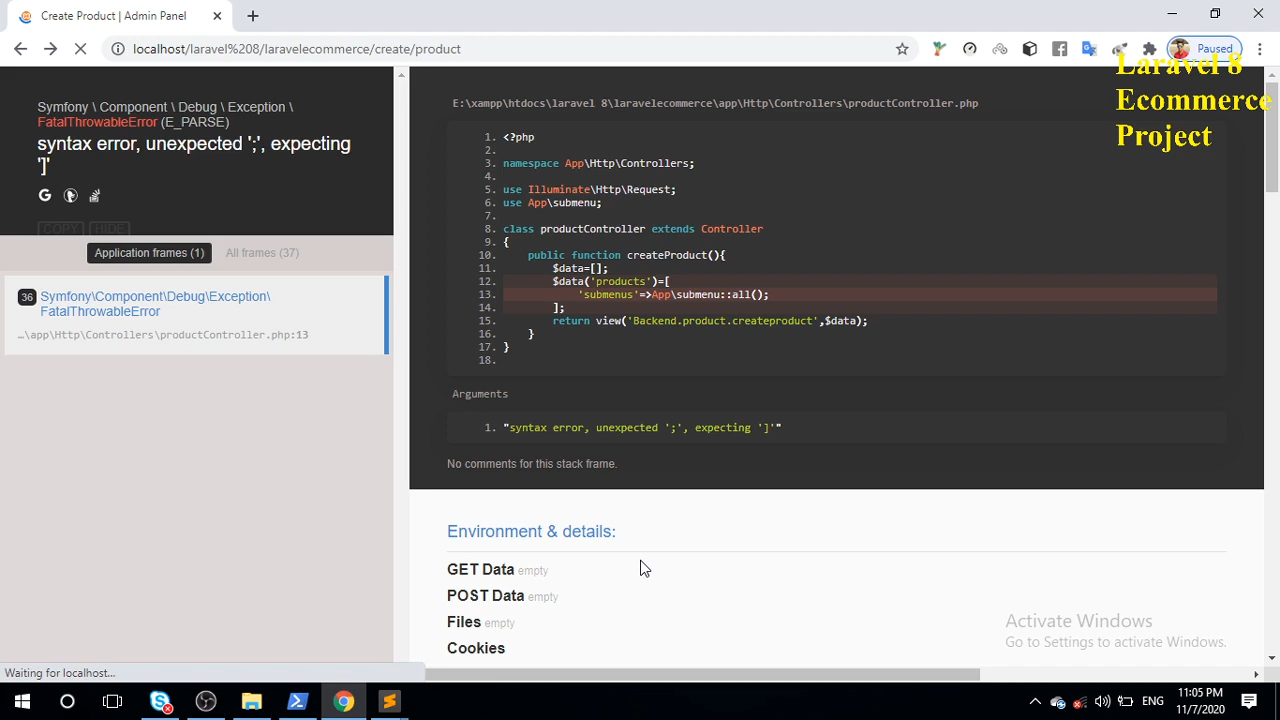 Create Product | Admin Panel
localhost/laravel%208/laravelecommerce/create/product
Paused
Laravel 8
Ecommerce
Project
Symfony \ Component \ Debug \ Exception \
FatalThrowableError (E_PARSE)
syntax error, unexpected ';', expecting
']'
COPY HIDE
Application frames (1) All frames (37)
36 Symfony\Component\Debug\Exception\
FatalThrowableError
…\app\Http\Controllers\productController.php:13
E:\xampp\htdocs\laravel 8\laravelecommerce\app\Http\Controllers\productController.php
1. <?php
2.
3. namespace App\Http\Controllers;
4.
5. use Illuminate\Http\Request;
6. use App\submenu;
7.
8. class productController extends Controller
9. {
10. public function createProduct(){
11. $data=[];
12. $data('products')=[
13. 'submenus'=>App\submenu::all();
14. ];
15. return view('Backend.product.createproduct',$data);
16. }
17. }
18.
Arguments
1. "syntax error, unexpected ';', expecting ']'"
No comments for this stack frame.
Environment & details:
GET Data empty
POST Data empty
Files empty
Cookies
Activate Windows
Go to Settings to activate Windows.
Waiting for localhost...
ENG
11:05 PM
11/7/2020